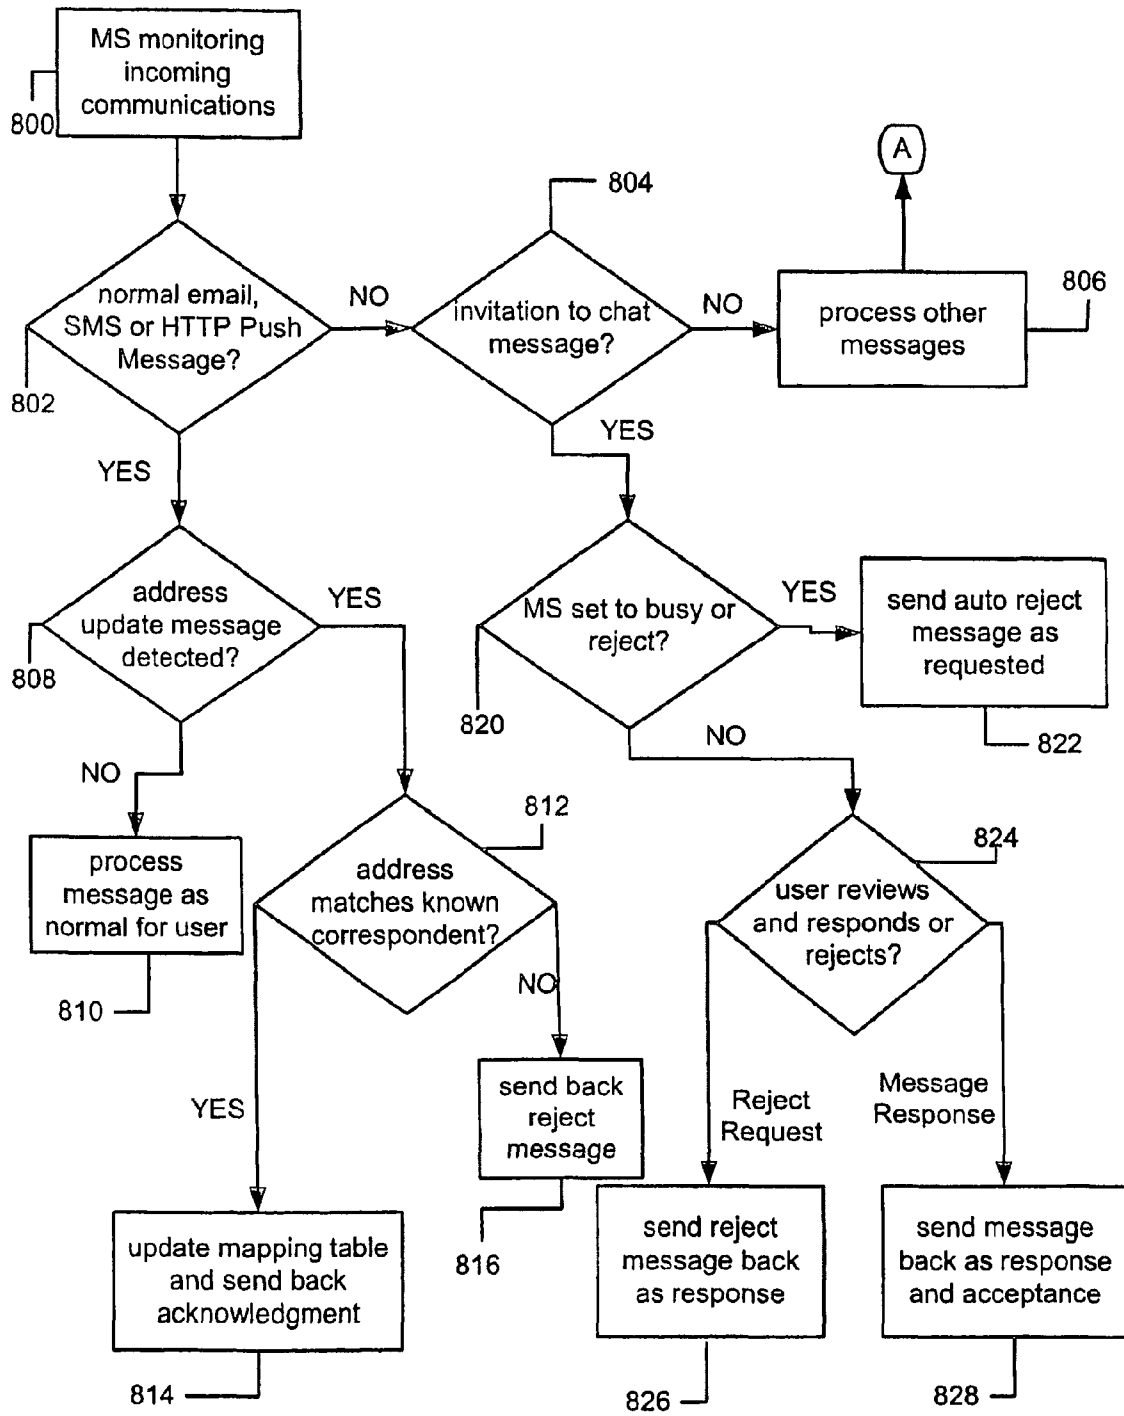 MS monitoring
incoming
communications
800
A
804
normal email,
SMS or HTTP Push
Message?
802
NO
invitation to chat
message?
NO
process other
messages
806
YES
YES
address
update message
detected?
808
YES
MS set to busy or
reject?
820
YES
send auto reject
message as
requested
822
NO
NO
process
message as
normal for user
810
812
address
matches known
correspondent?
824
user reviews
and responds or
rejects?
NO
YES
send back
reject
message
816
Reject
Request
Message
Response
update mapping table
and send back
acknowledgment
814
send reject
message back
as response
826
send message
back as response
and acceptance
828